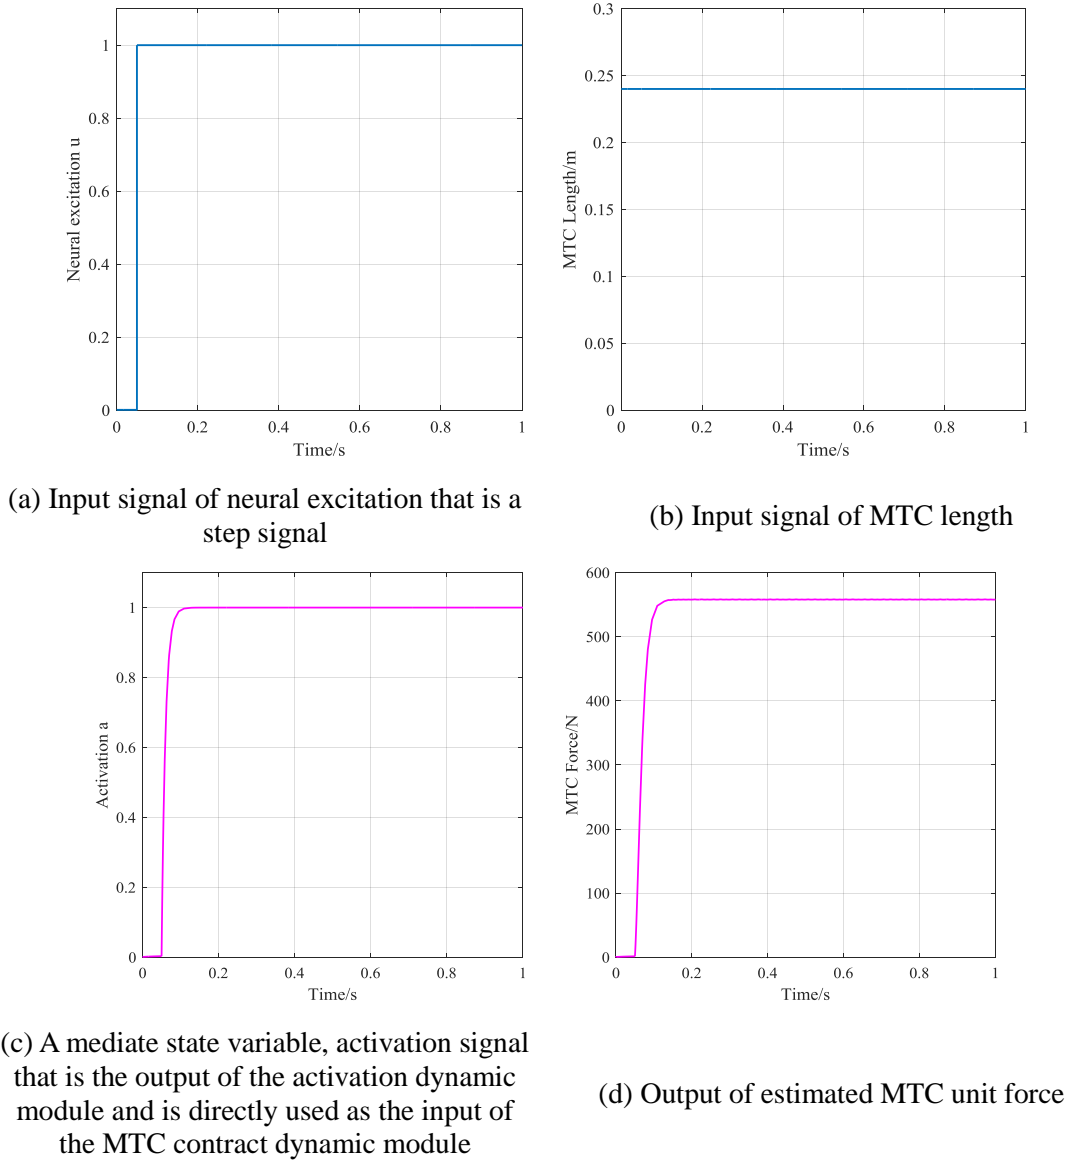 1
0.8
0.6
0.4
0.2
0
Neural excitation u
0 0.2 0.4 0.6 0.8 1
Time/s
0.3
0.25
0.2
0.15
0.1
0.05
0
MTC Length/m
0 0.2 0.4 0.6 0.8 1
Time/s
(a) Input signal of neural excitation that is a
step signal
(b) Input signal of MTC length
1
0.8
0.6
0.4
0.2
0
Activation a
0 0.2 0.4 0.6 0.8 1
Time/s
600
500
400
300
200
100
0
MTC Force/N
0 0.2 0.4 0.6 0.8 1
Time/s
(c) A mediate state variable, activation signal
that is the output of the activation dynamic
module and is directly used as the input of
the MTC contract dynamic module
(d) Output of estimated MTC unit force